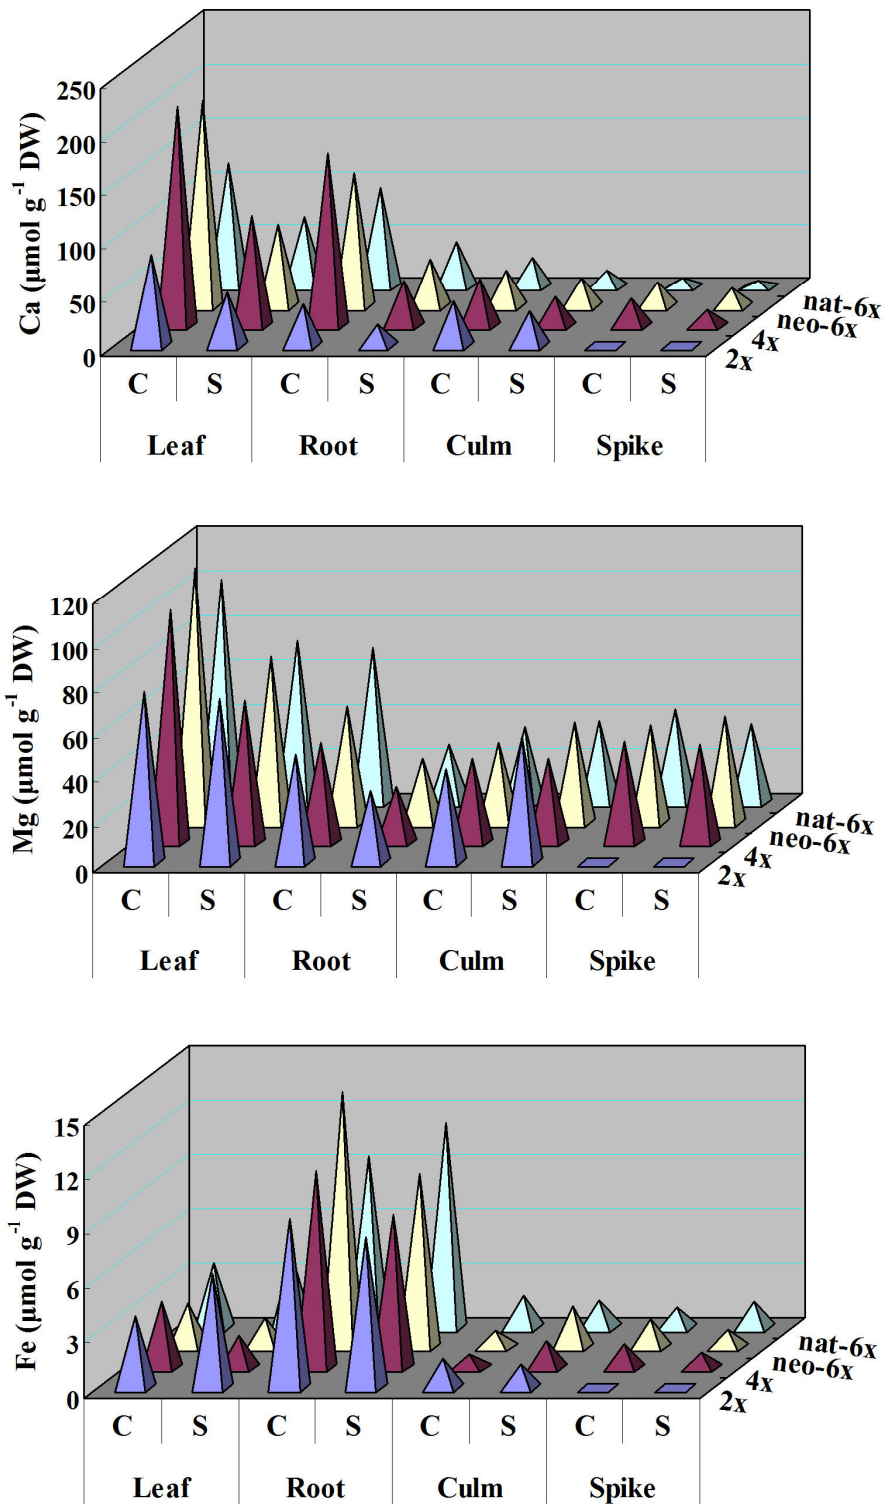 250
200
150
100
50
0
Ca (µmol g⁻¹ DW)
nat-6x
neo-6x
4x
2x
C S C S C S C S
Leaf Root Culm Spike
120
100
80
60
40
20
0
Mg (µmol g⁻¹ DW)
nat-6x
neo-6x
4x
2x
C S C S C S C S
Leaf Root Culm Spike
15
12
9
6
3
0
Fe (µmol g⁻¹ DW)
nat-6x
neo-6x
4x
2x
C S C S C S C S
Leaf Root Culm Spike